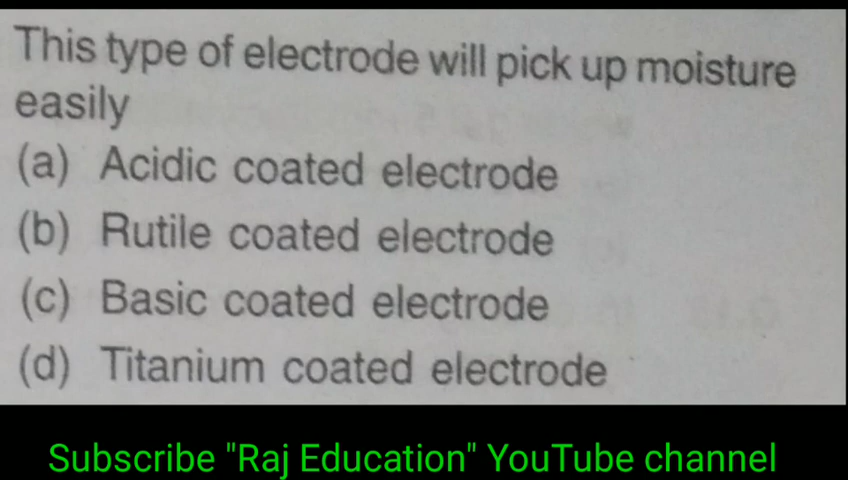 This type of electrode will pick up moisture
easily
(a) Acidic coated electrode
(b) Rutile coated electrode
(c) Basic coated electrode
(d) Titanium coated electrode
Subscribe "Raj Education" YouTube channel